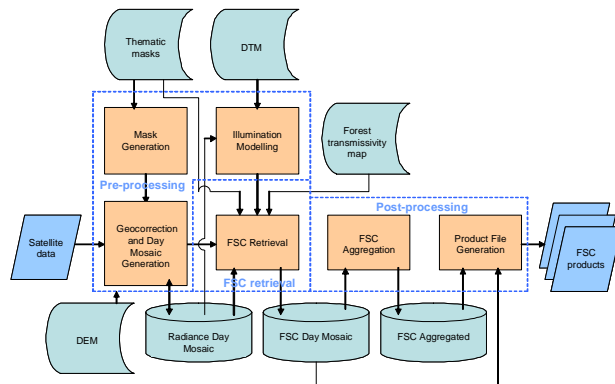 Thematic
masks
DTM
Mask
Generation
Illumination
Modelling
Forest
transmissivity
map
Pre-processing
Post-processing
Satellite
data
Geocorrection
and Day
Mosaic
Generation
FSC Retrieval
FSC
Aggregation
Product File
Generation
FSC
products
FSC retrieval
DEM
Radiance Day
Mosaic
FSC Day Mosaic
FSC Aggregated